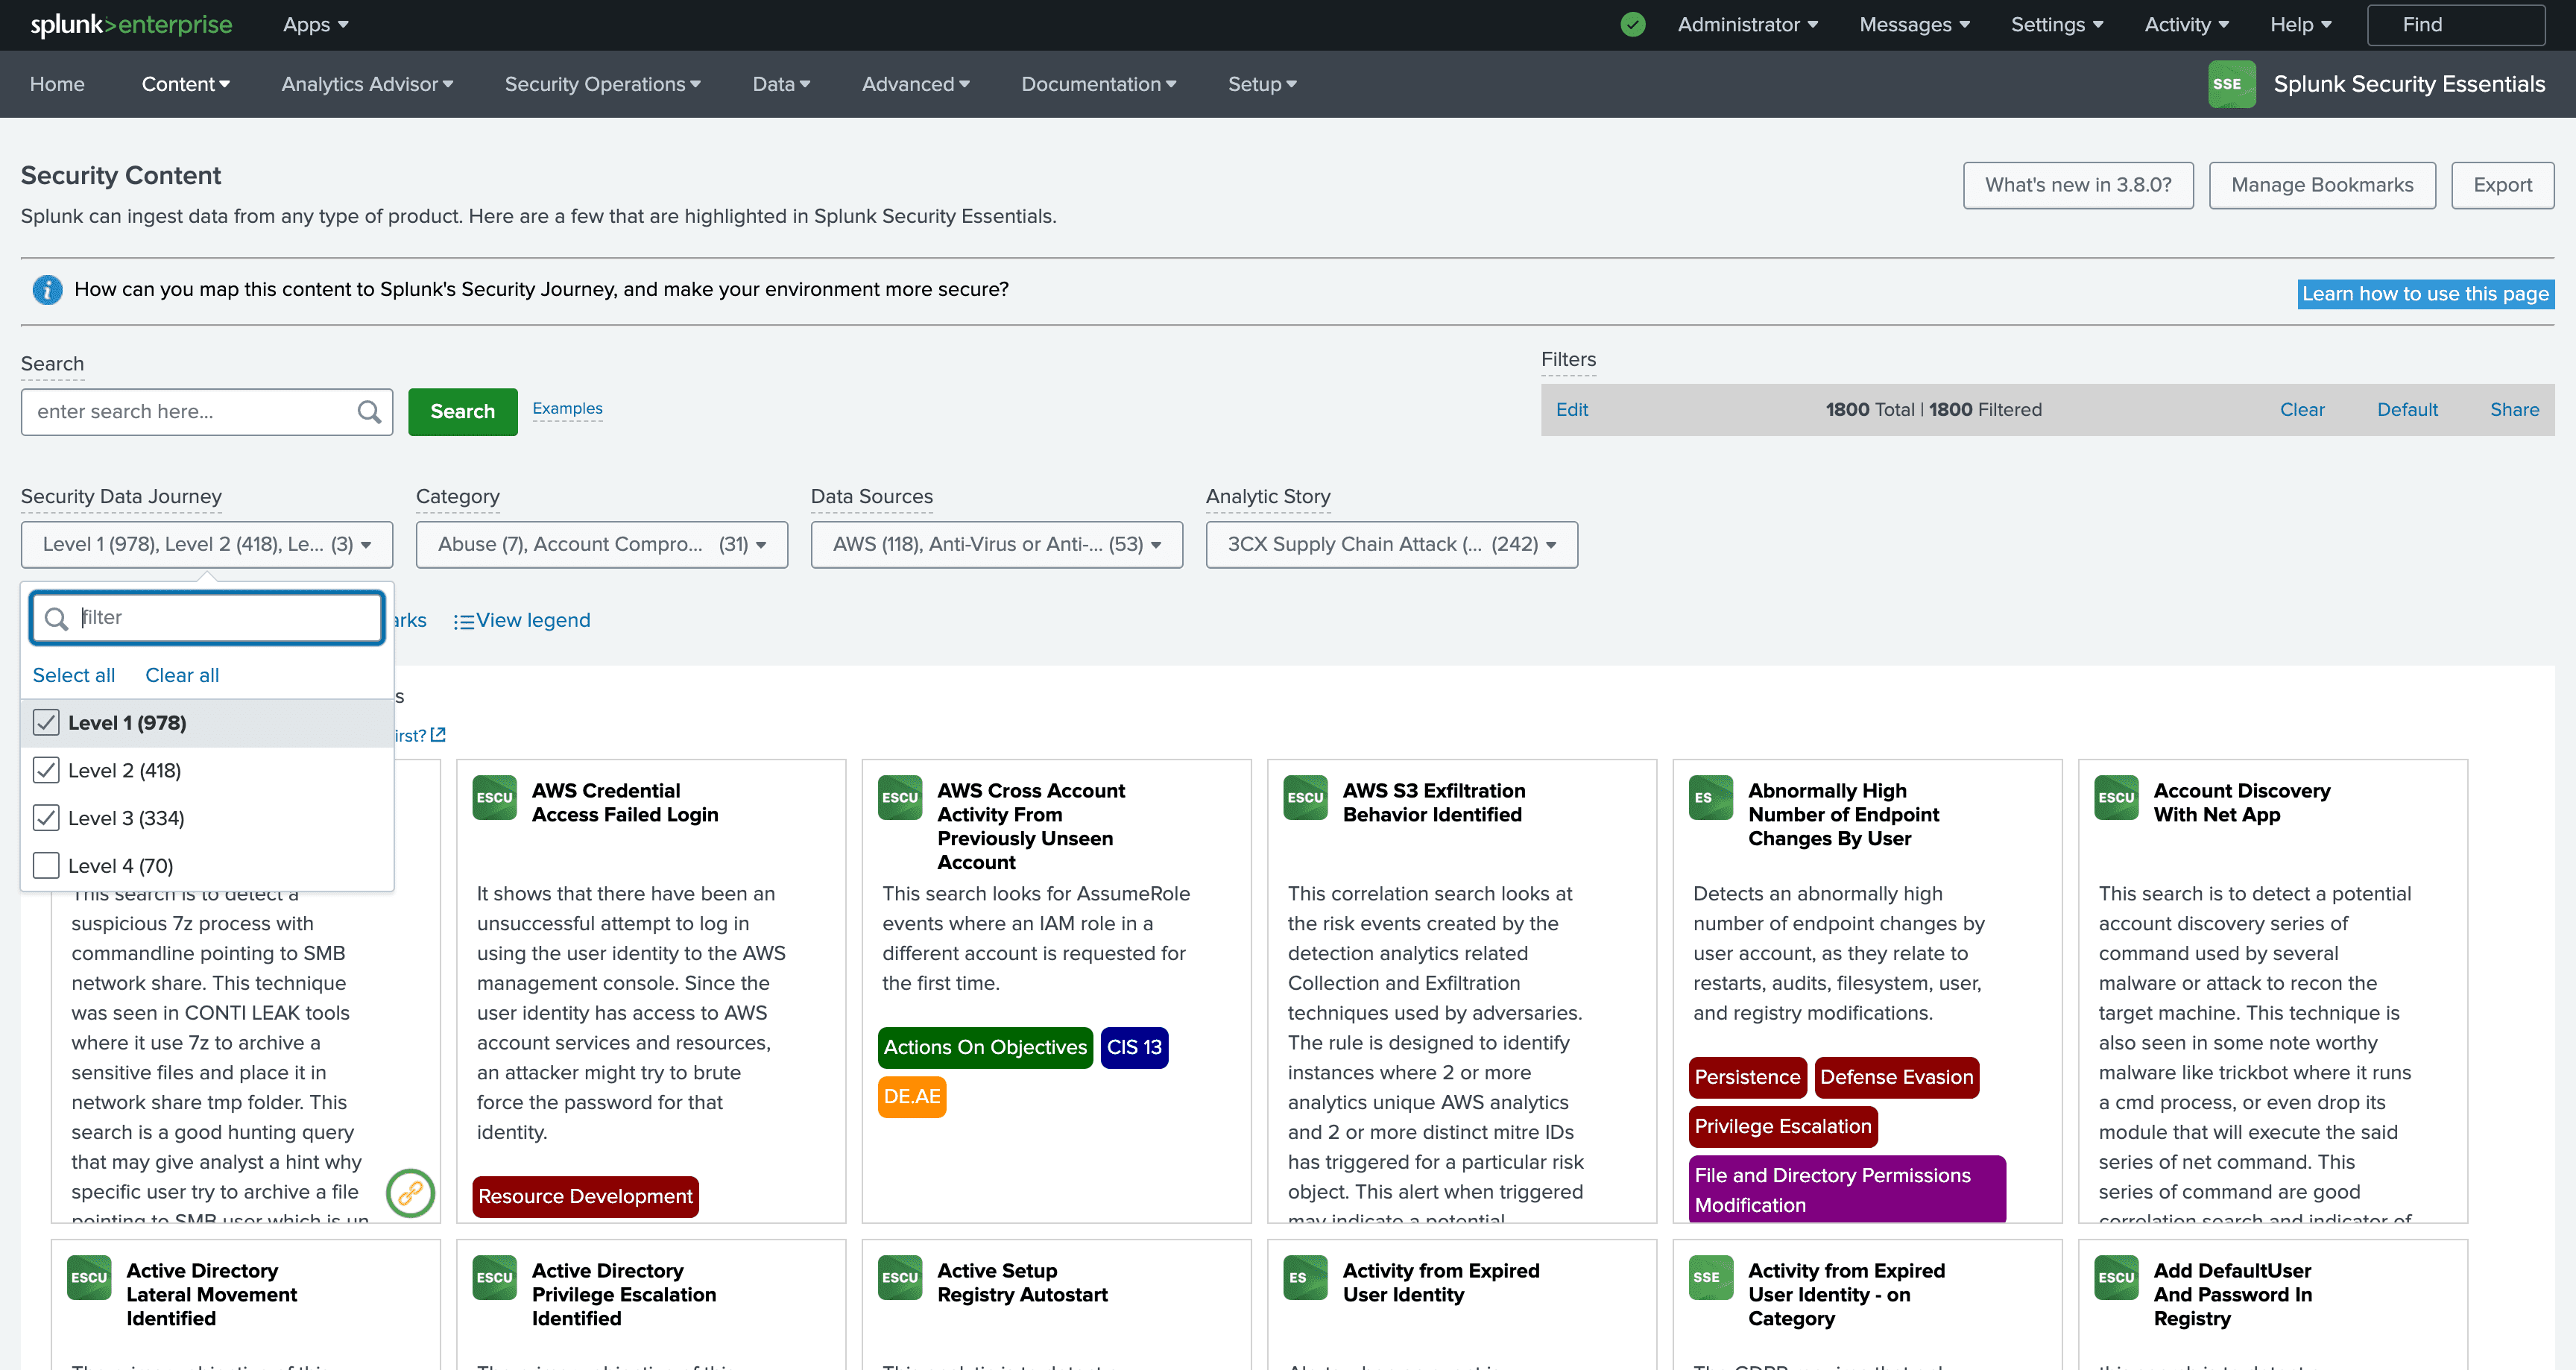 splunk>enterprise Apps Administrator Messages Settings Activity Help Find
Home Content Analytics Advisor Security Operations Data Advanced Documentation Setup SSE Splunk Security Essentials
Security Content
What's new in 3.8.0? Manage Bookmarks Export
Splunk can ingest data from any type of product. Here are a few that are highlighted in Splunk Security Essentials.
How can you map this content to Splunk's Security Journey, and make your environment more secure?
Learn how to use this page
Search
enter search here...
Search
Examples
Filters
Edit 1800 Total | 1800 Filtered Clear Default Share
Security Data Journey
Level 1 (978), Level 2 (418), Le... (3)
Category
Abuse (7), Account Compro... (31)
Data Sources
AWS (118), Anti-Virus or Anti-... (53)
Analytic Story
3CX Supply Chain Attack (... (242)
filter
Select all Clear all
Level 1 (978)
Level 2 (418)
Level 3 (334)
Level 4 (70)
arks
View legend
s
irst?
This search is to detect a
suspicious 7z process with
commandline pointing to SMB
network share. This technique
was seen in CONTI LEAK tools
where it use 7z to archive a
sensitive files and place it in
network share tmp folder. This
search is a good hunting query
that may give analyst a hint why
specific user try to archive a file
pointing to SMB user which is un
ESCU
AWS Credential
Access Failed Login
It shows that there have been an
unsuccessful attempt to log in
using the user identity to the AWS
management console. Since the
user identity has access to AWS
account services and resources,
an attacker might try to brute
force the password for that
identity.
Resource Development
ESCU
AWS Cross Account
Activity From
Previously Unseen
Account
This search looks for AssumeRole
events where an IAM role in a
different account is requested for
the first time.
Actions On Objectives CIS 13
DE.AE
ESCU
AWS S3 Exfiltration
Behavior Identified
This correlation search looks at
the risk events created by the
detection analytics related
Collection and Exfiltration
techniques used by adversaries.
The rule is designed to identify
instances where 2 or more
analytics unique AWS analytics
and 2 or more distinct mitre IDs
has triggered for a particular risk
object. This alert when triggered
may indicate a potential
ES
Abnormally High
Number of Endpoint
Changes By User
Detects an abnormally high
number of endpoint changes by
user account, as they relate to
restarts, audits, filesystem, user,
and registry modifications.
Persistence Defense Evasion
Privilege Escalation
File and Directory Permissions
Modification
ESCU
Account Discovery
With Net App
This search is to detect a potential
account discovery series of
command used by several
malware or attack to recon the
target machine. This technique is
also seen in some note worthy
malware like trickbot where it runs
a cmd process, or even drop its
module that will execute the said
series of net command. This
series of command are good
correlation search and indicator of
ESCU
Active Directory
Lateral Movement
Identified
ESCU
Active Directory
Privilege Escalation
Identified
ESCU
Active Setup
Registry Autostart
ES
Activity from Expired
User Identity
SSE
Activity from Expired
User Identity - on
Category
ESCU
Add DefaultUser
And Password In
Registry